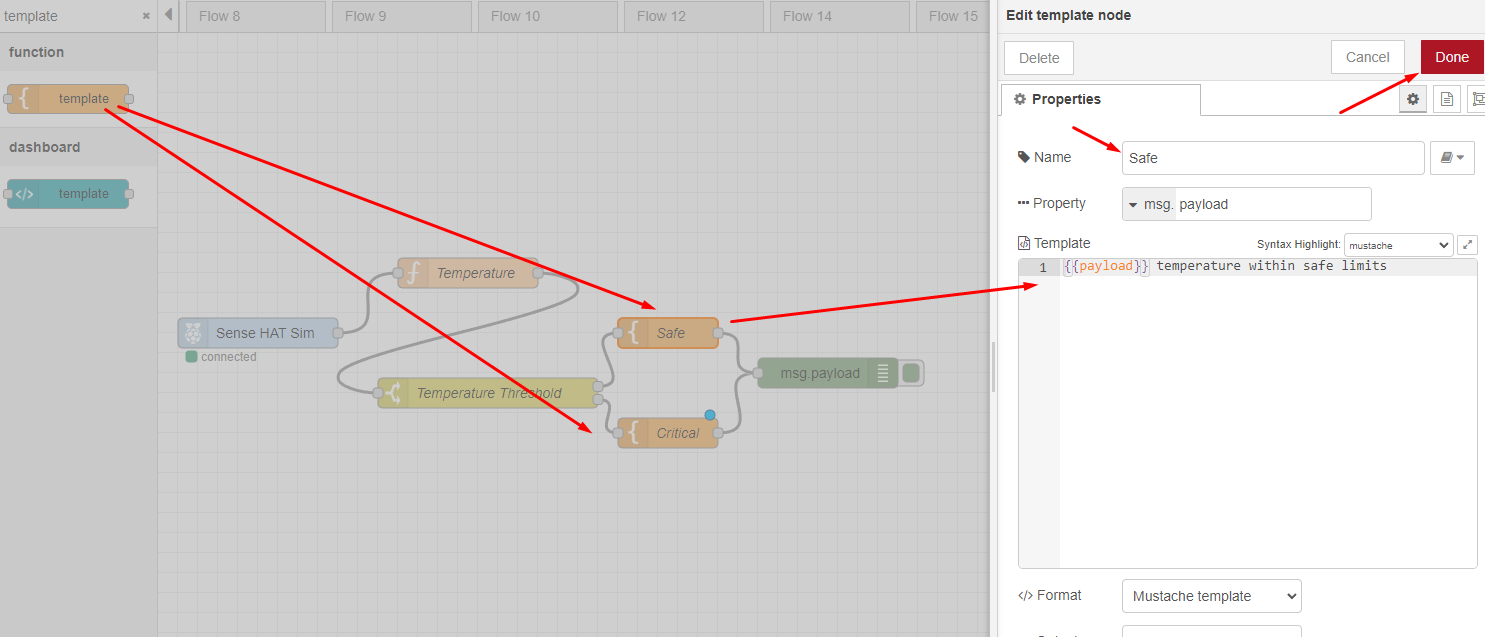 template
function
template
dashboard
template
Flow 8
Flow 9
Flow 10
Flow 12
Flow 14
Flow 15
Temperature
Sense HAT Sim
connected
Temperature Threshold
Safe
Critical
msg.payload
Edit template node
Delete
Cancel
Done
Properties
Name
Safe
Property
msg. payload
Template
Syntax Highlight:
mustache
1
{{payload}} temperature within safe limits
</> Format
Mustache template